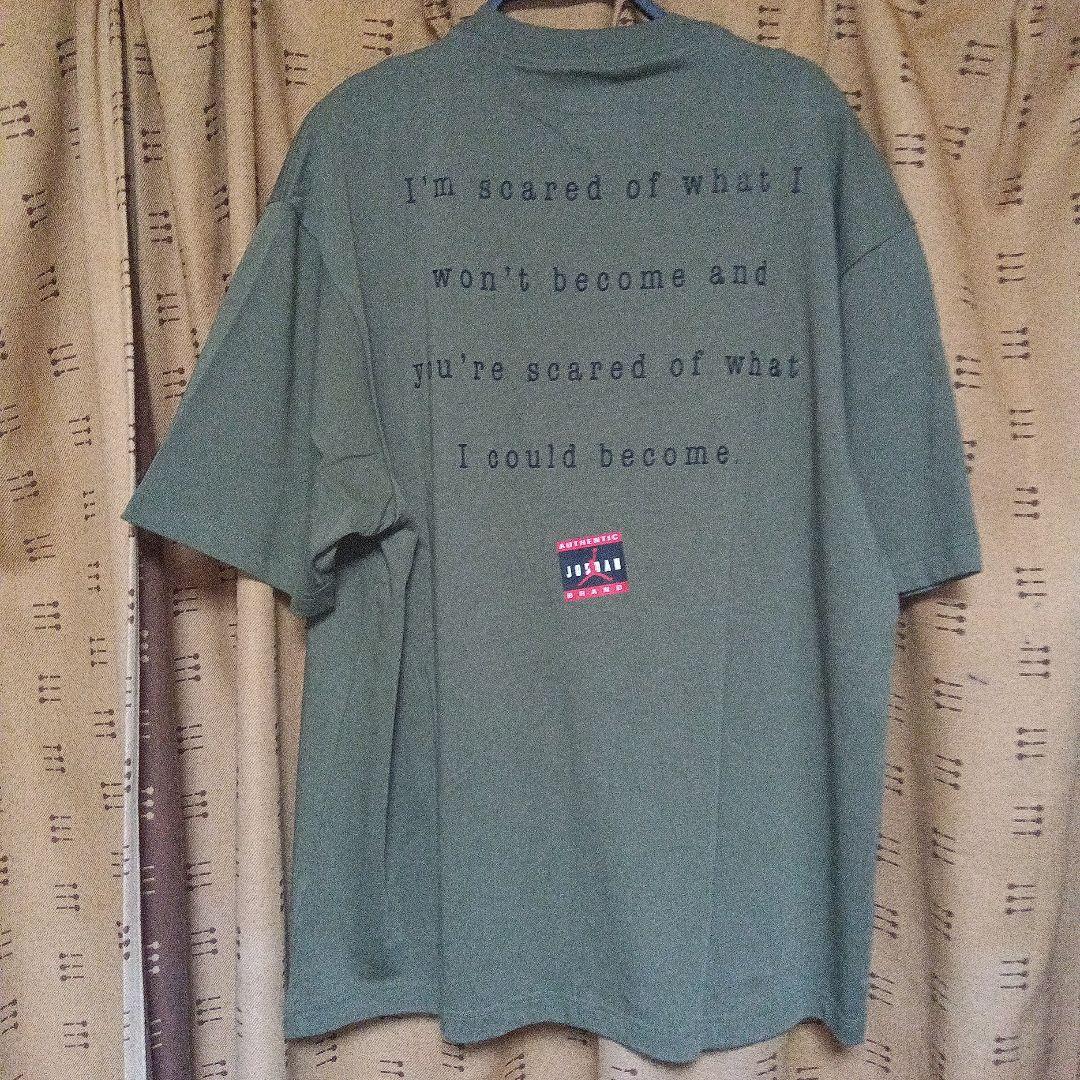 I'm scared of what I
won't become and
you're scared of what
I could become
AUTHENTIC
JORDAN
BRAND